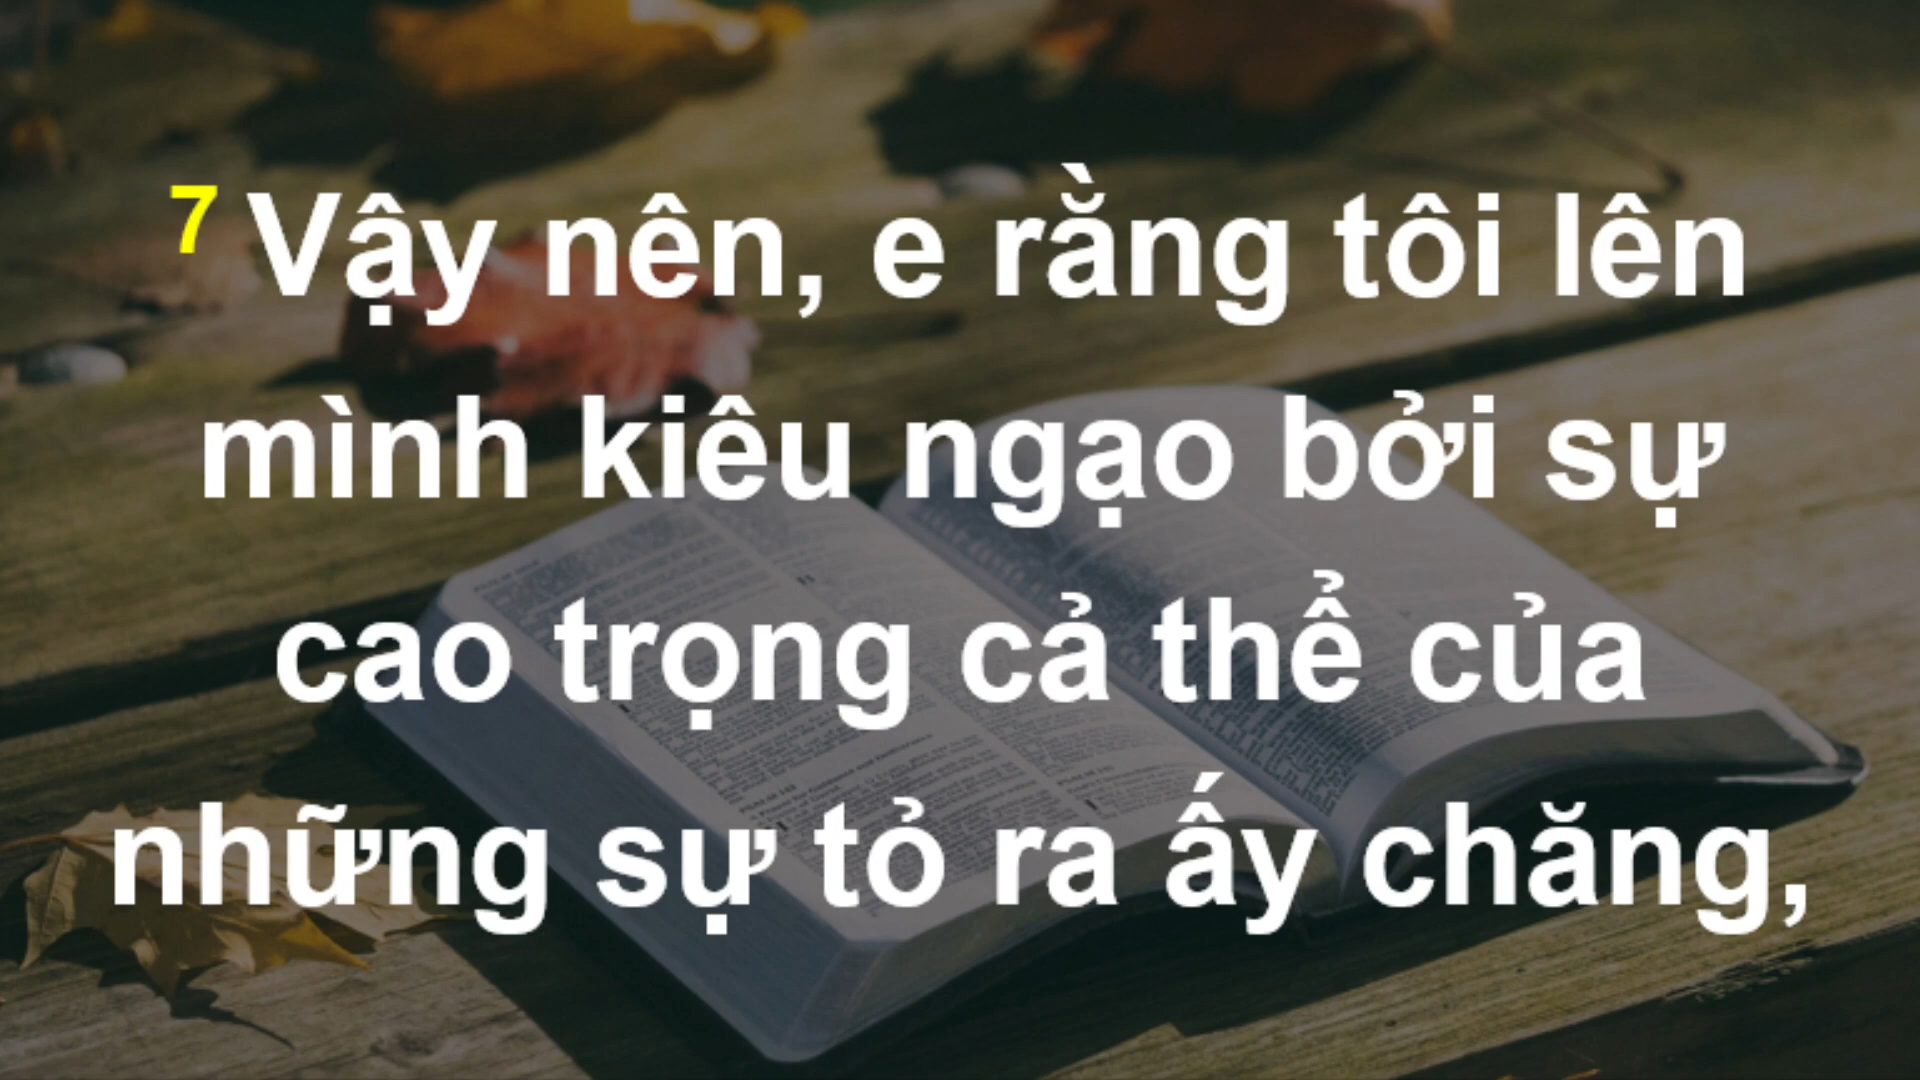 7 Vậy nên, e rằng tôi lên
mình kiêu ngạo bởi sự
cao trọng cả thể của
những sự tỏ ra ấy chăng,